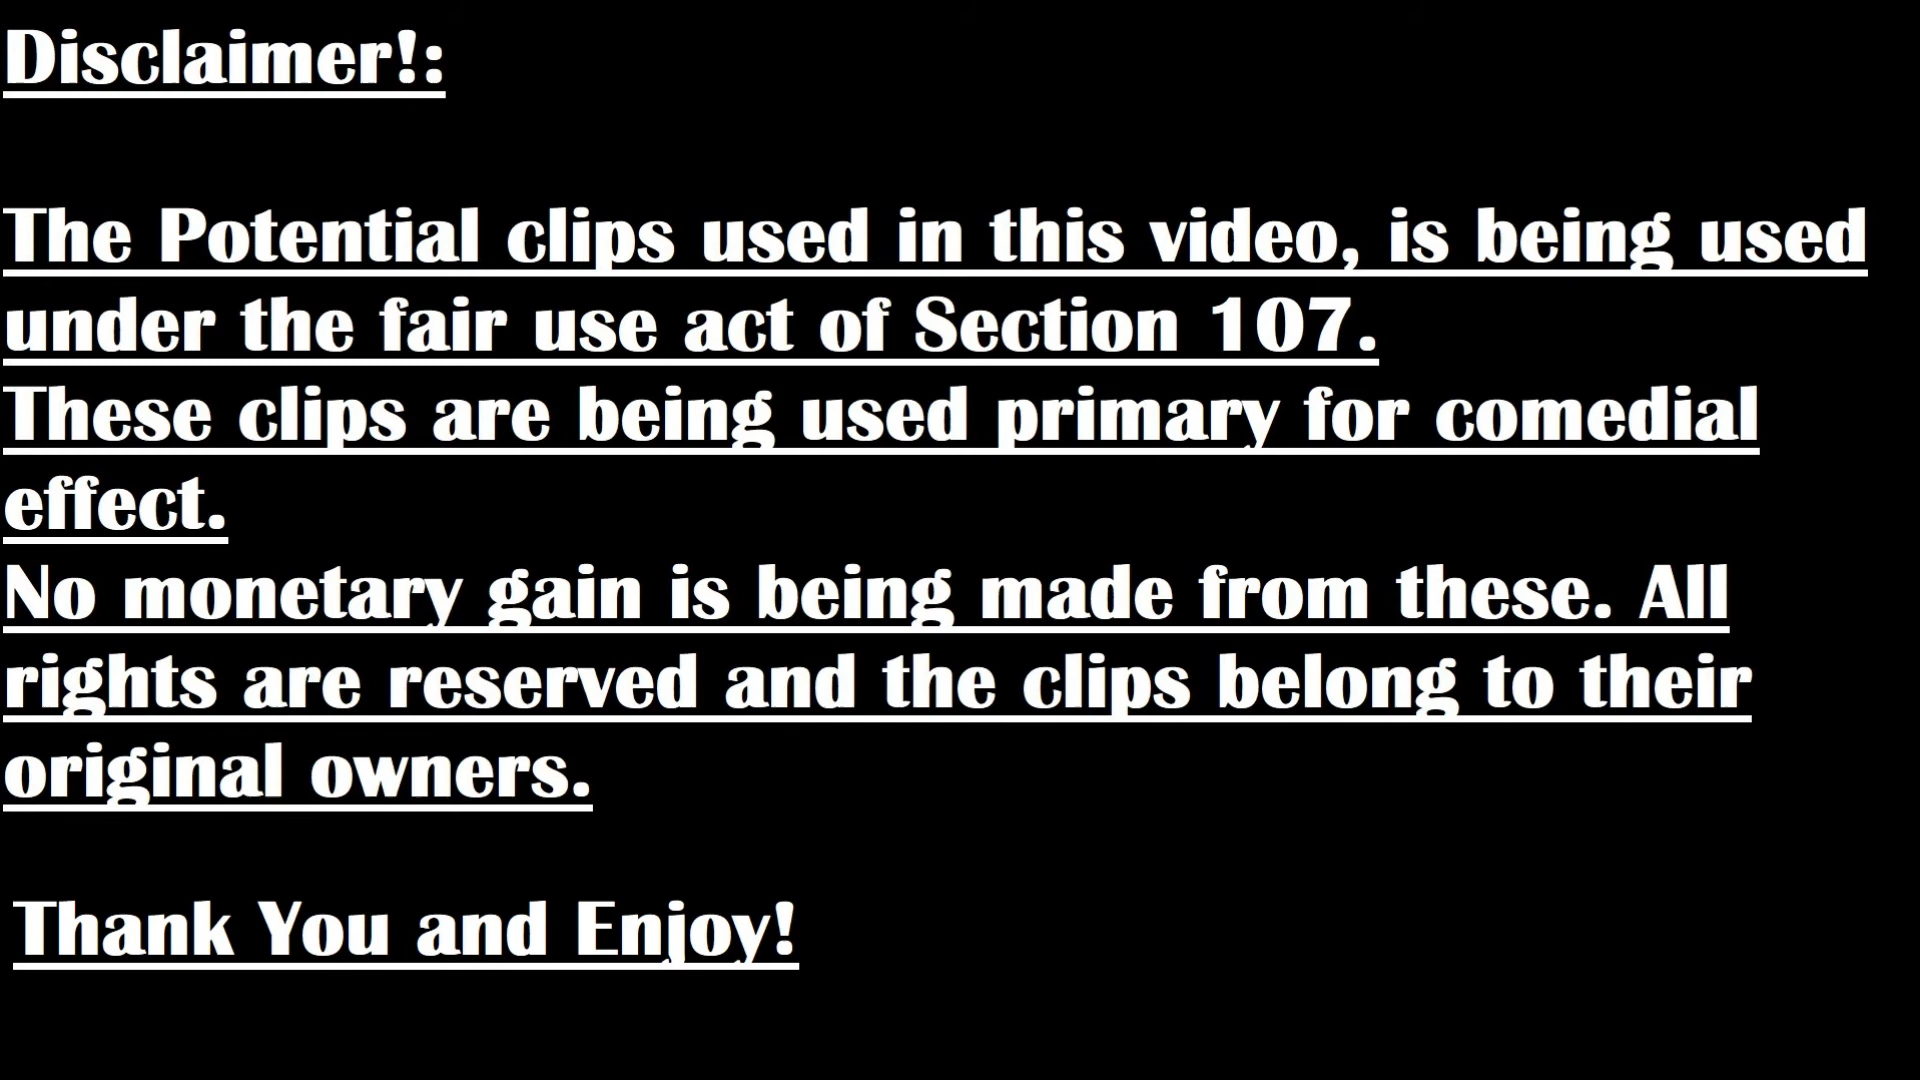 Disclaimer!:
The Potential clips used in this video, is being used
under the fair use act of Section 107.
These clips are being used primary for comedial
effect.
No monetary gain is being made from these. All
rights are reserved and the clips belong to their
original owners.
Thank You and Enjoy!